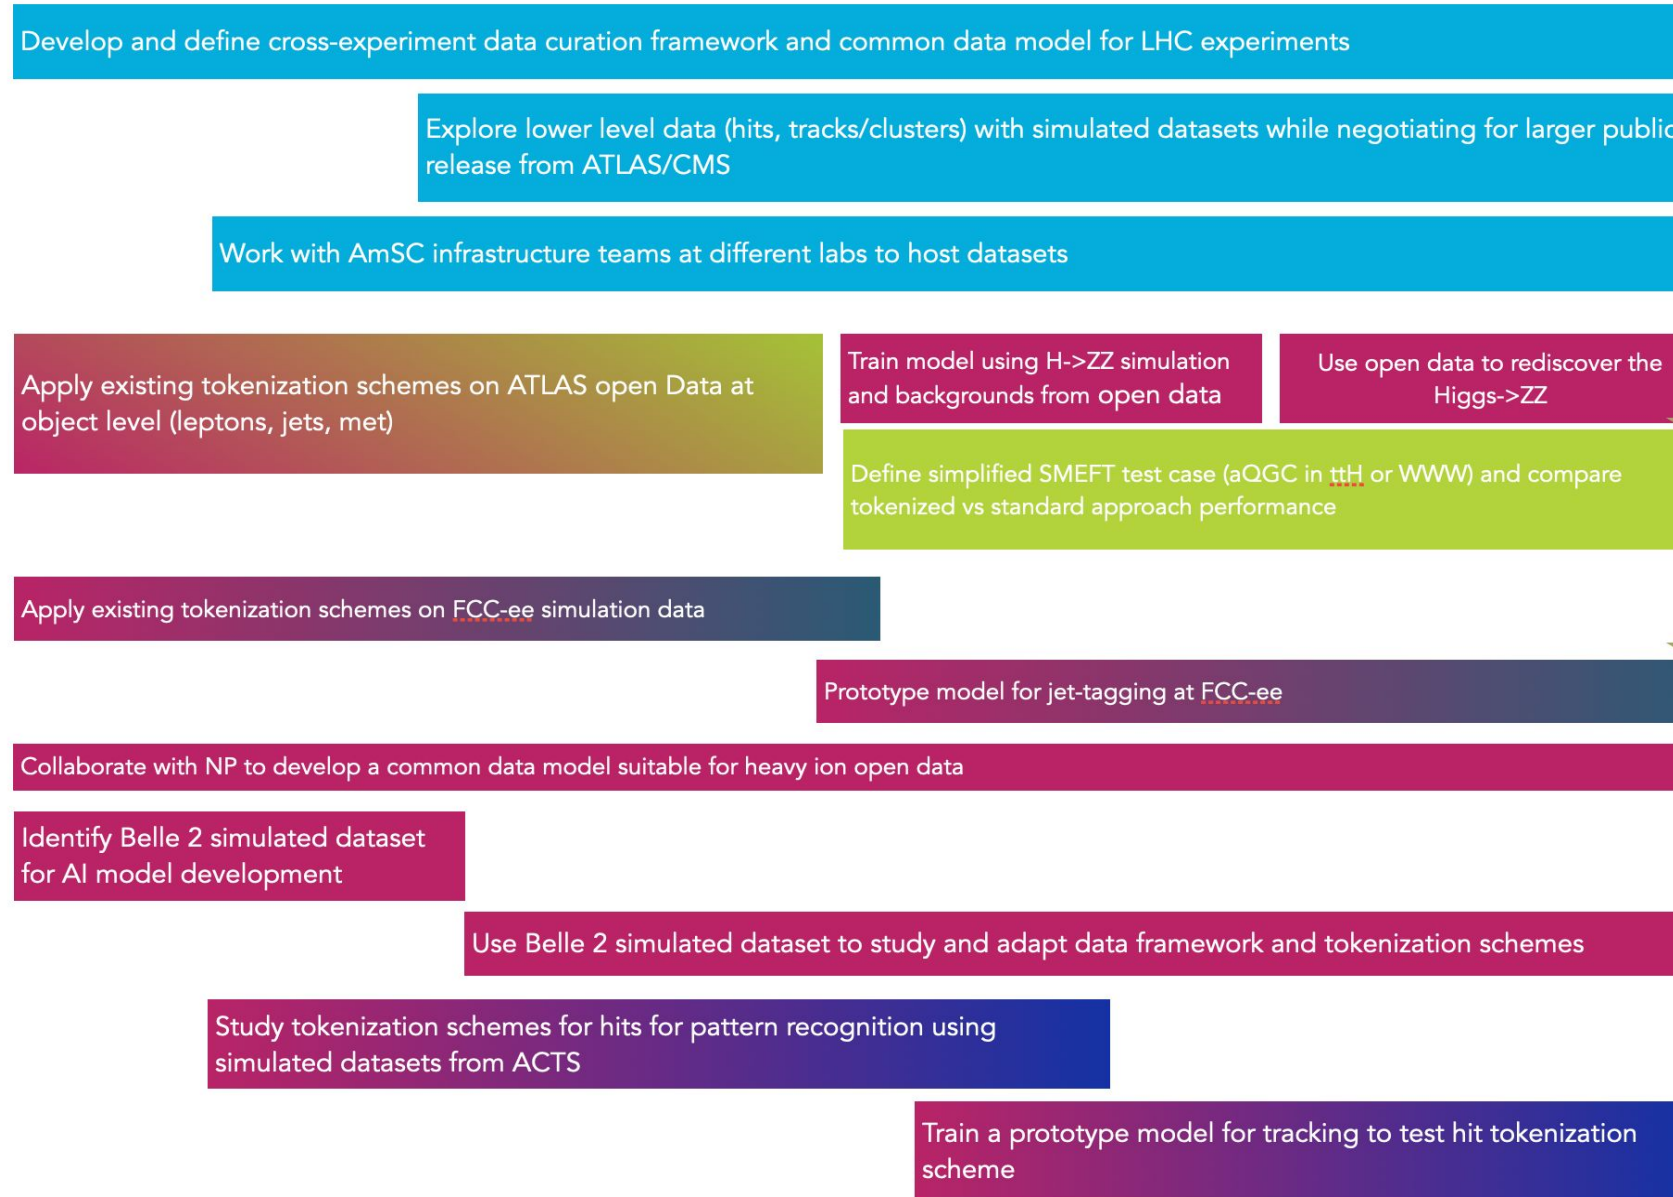 Develop and define cross-experiment data curation framework and common data model for LHC experiments
Explore lower level data (hits, tracks/clusters) with simulated datasets while negotiating for larger public
release from ATLAS/CMS
Work with AmSC infrastructure teams at different labs to host datasets
Apply existing tokenization schemes on ATLAS open Data at
object level (leptons, jets, met)
Train model using H->ZZ simulation
and backgrounds from open data
Use open data to rediscover the
Higgs->ZZ
Define simplified SMEFT test case (aQGC in ttH or WWW) and compare
tokenized vs standard approach performance
Apply existing tokenization schemes on FCC-ee simulation data
Prototype model for jet-tagging at FCC-ee
Collaborate with NP to develop a common data model suitable for heavy ion open data
Identify Belle 2 simulated dataset
for AI model development
Use Belle 2 simulated dataset to study and adapt data framework and tokenization schemes
Study tokenization schemes for hits for pattern recognition using
simulated datasets from ACTS
Train a prototype model for tracking to test hit tokenization
scheme